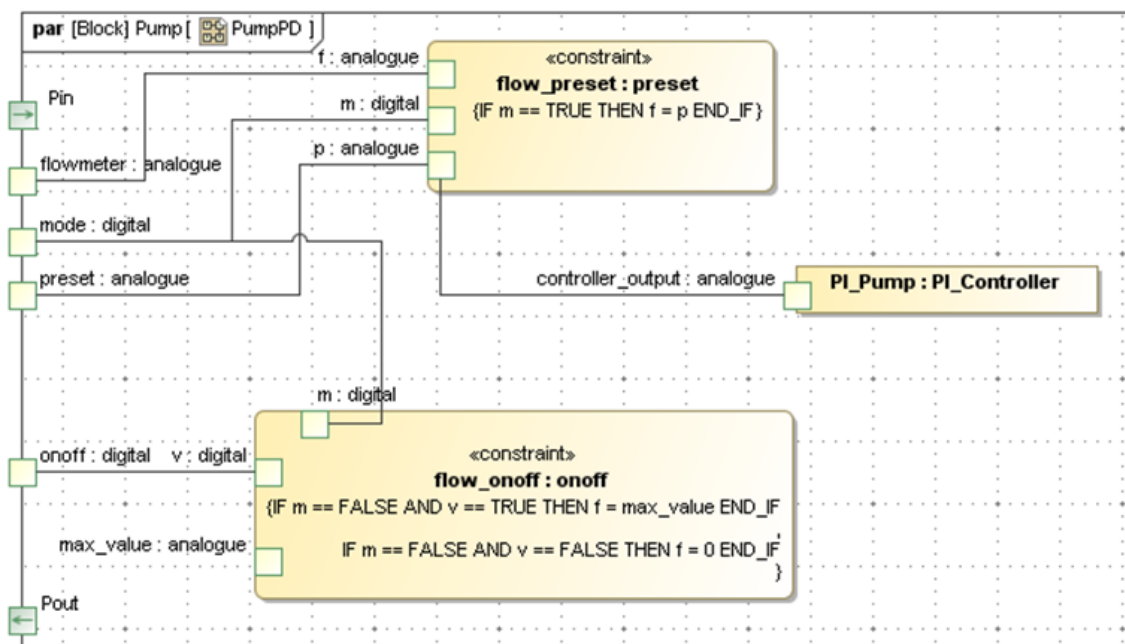 par [Block] Pump [ PumpPD ]
f : analogue
«constraint»
flow_preset : preset
{IF m == TRUE THEN f = p END_IF}
m : digital
p : analogue
Pin
flowmeter : analogue
mode : digital
preset : analogue
controller_output : analogue
PI_Pump : PI_Controller
m : digital
onoff : digital
v : digital
«constraint»
flow_onoff : onoff
{IF m == FALSE AND v == TRUE THEN f = max_value END_IF
,
IF m == FALSE AND v == FALSE THEN f = 0 END_IF
}
max_value : analogue
Pout